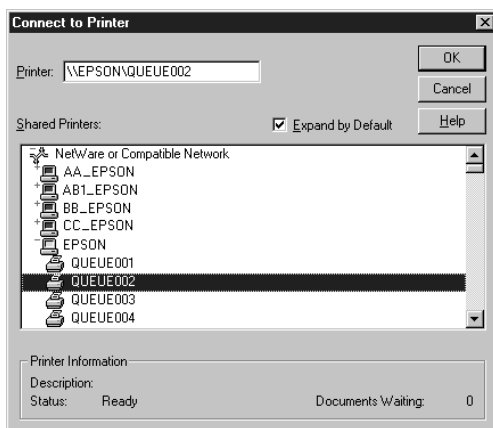 Connect to Printer
Printer: \\EPSON\QUEUE002
OK
Cancel
Help
Shared Printers:
Expand by Default
NetWare or Compatible Network
AA_EPSON
AB1_EPSON
BB_EPSON
CC_EPSON
EPSON
QUEUE001
QUEUE002
QUEUE003
QUEUE004
Printer Information
Description:
Status: Ready Documents Waiting: 0